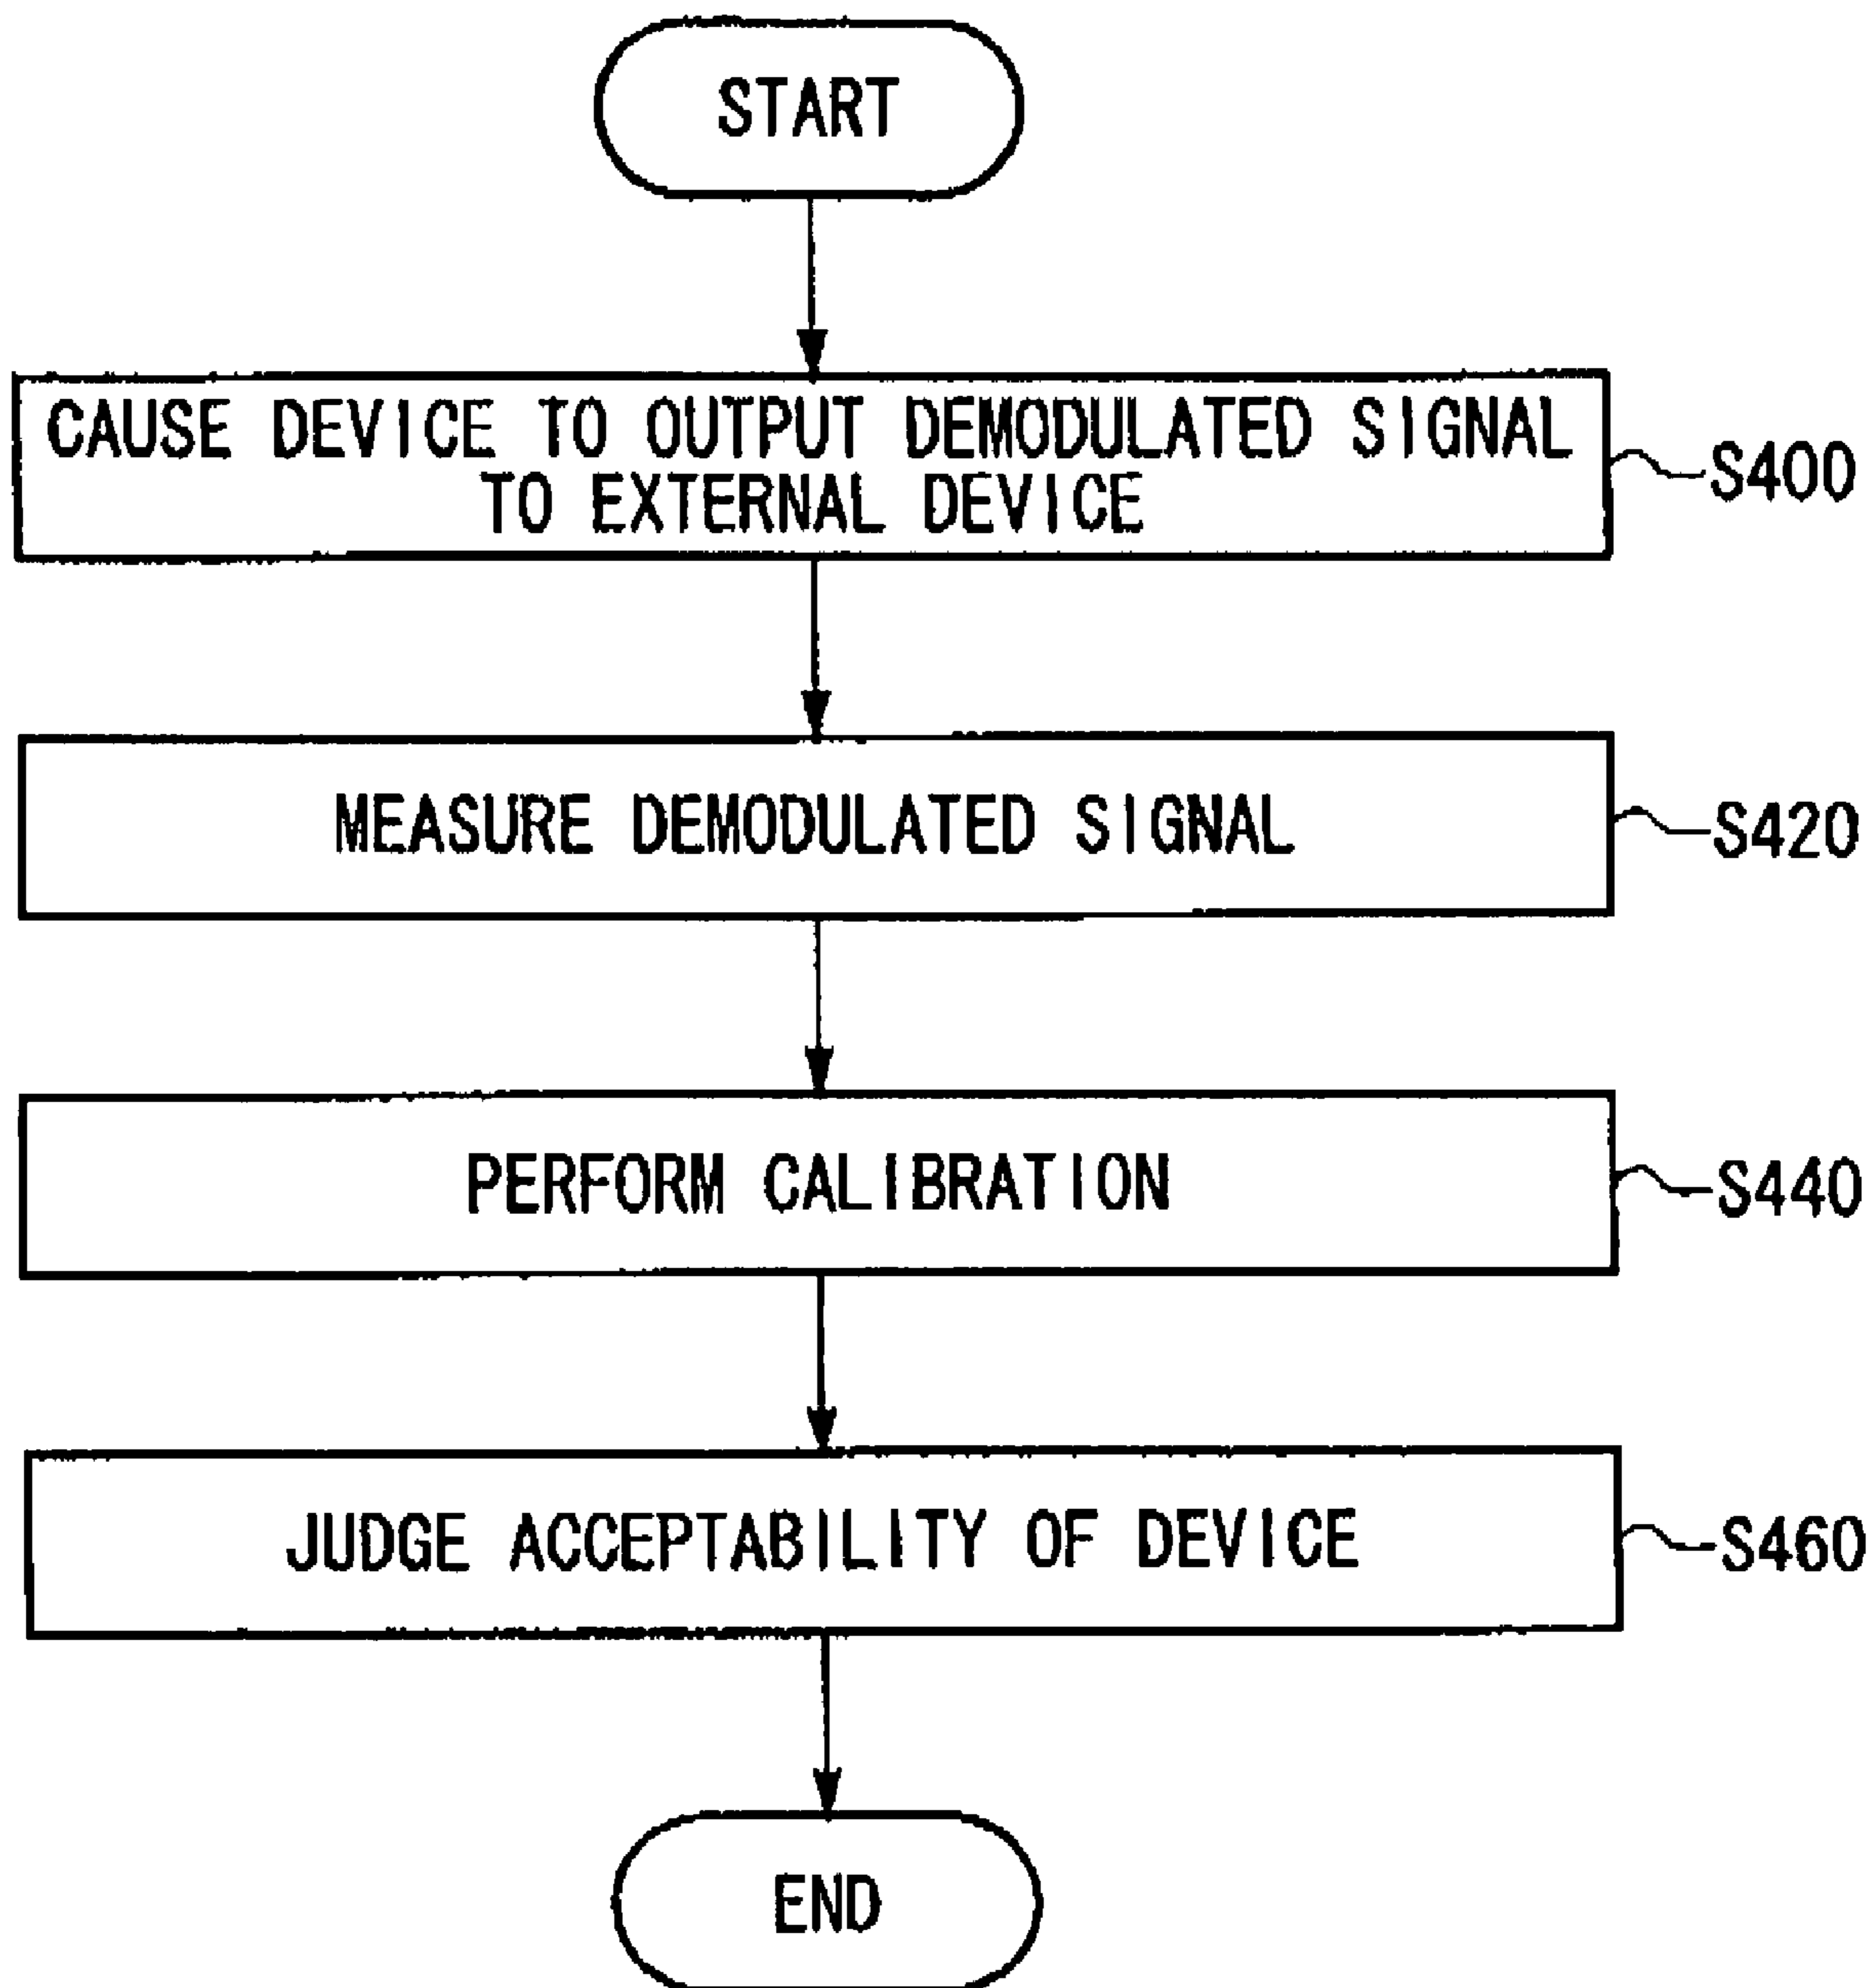 START
CAUSE DEVICE TO OUTPUT DEMODULATED SIGNAL
TO EXTERNAL DEVICE
S400
MEASURE DEMODULATED SIGNAL
S420
PERFORM CALIBRATION
S440
JUDGE ACCEPTABILITY OF DEVICE
S460
END